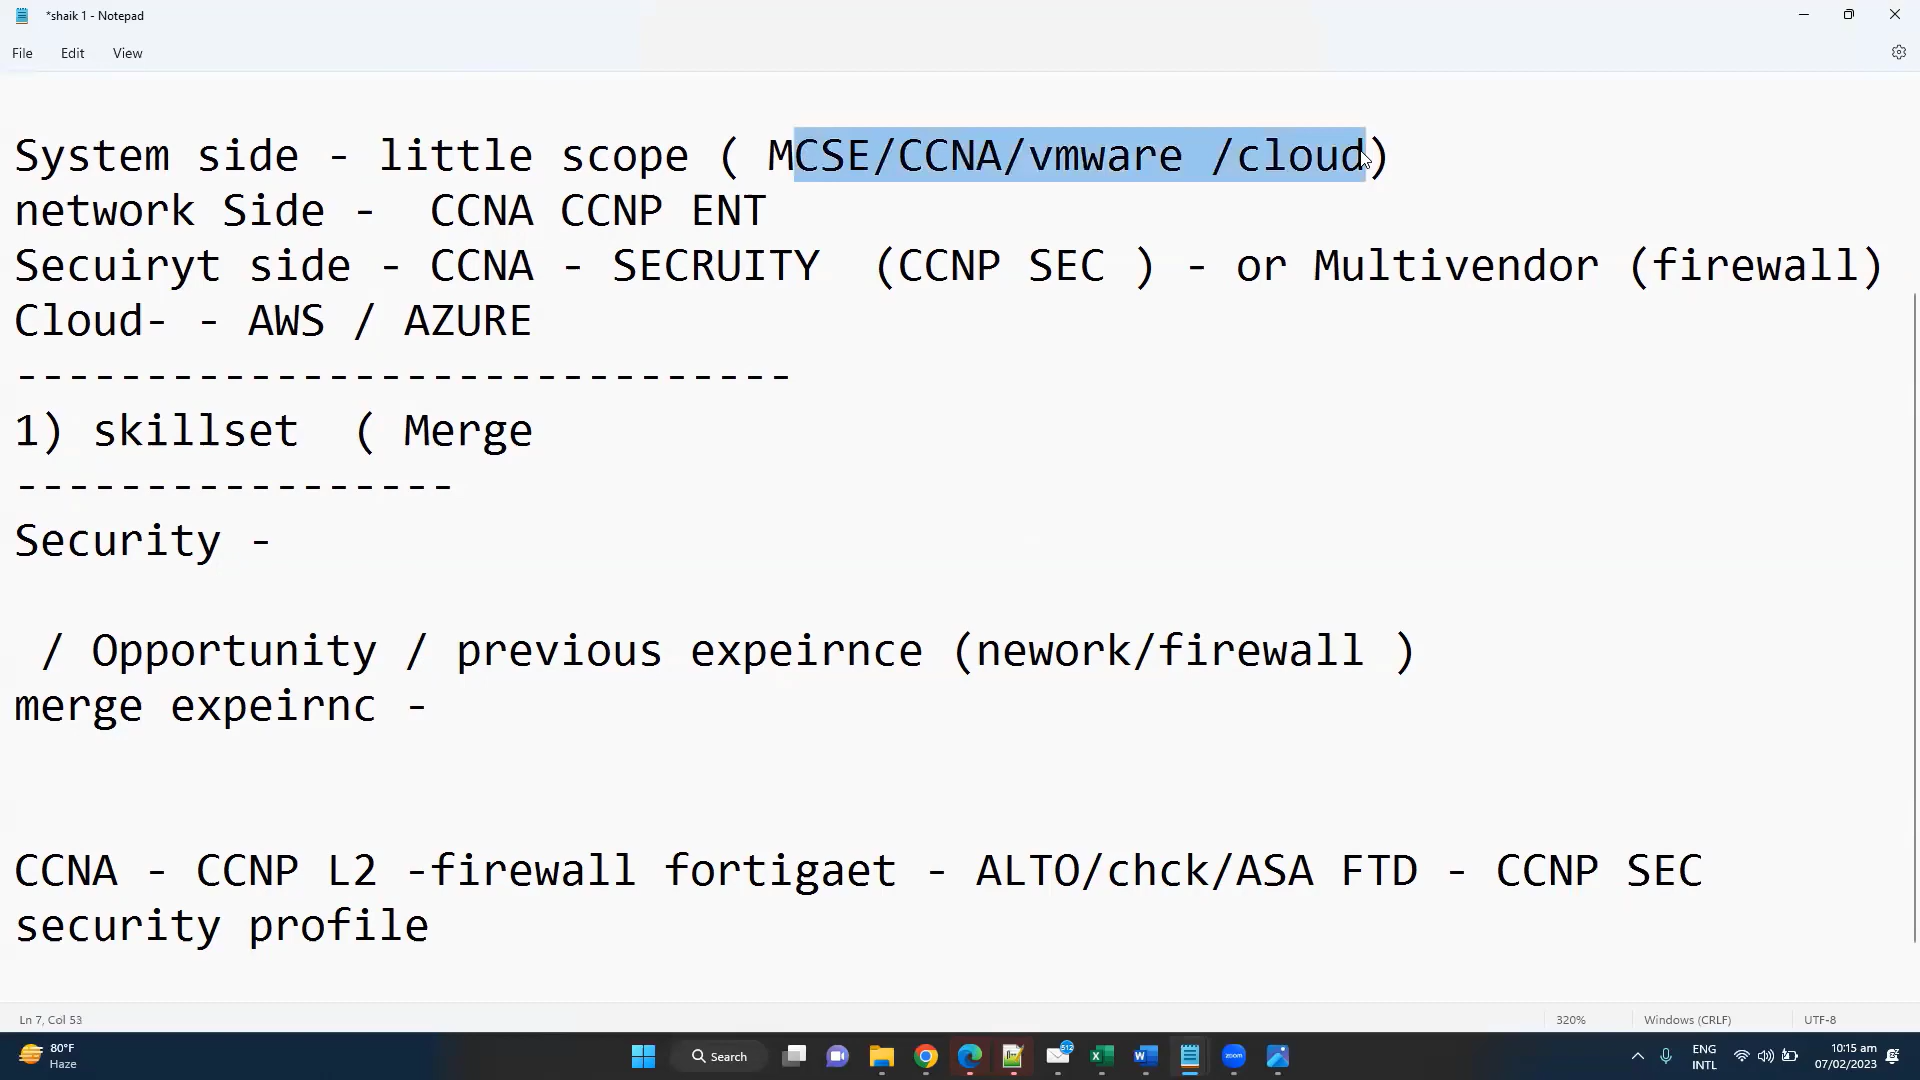 *shaik 1 - Notepad
File Edit View
System side - little scope ( MCSE/CCNA/vmware /cloud)
network Side -  CCNA CCNP ENT
Secuiryt side - CCNA - SECRUITY  (CCNP SEC ) - or Multivendor (firewall)
Cloud- - AWS / AZURE
------------------------------
1) skillset  ( Merge
-----------------
Security -
/ Opportunity / previous expeirnce (nework/firewall )
merge expeirnc -
CCNA - CCNP L2 -firewall fortigaet - ALTO/chck/ASA FTD - CCNP SEC
security profile
Ln 7, Col 53 320% Windows (CRLF) UTF-8
80°F
Haze
Search
512
zoom
ENG
INTL
10:15 am
07/02/2023